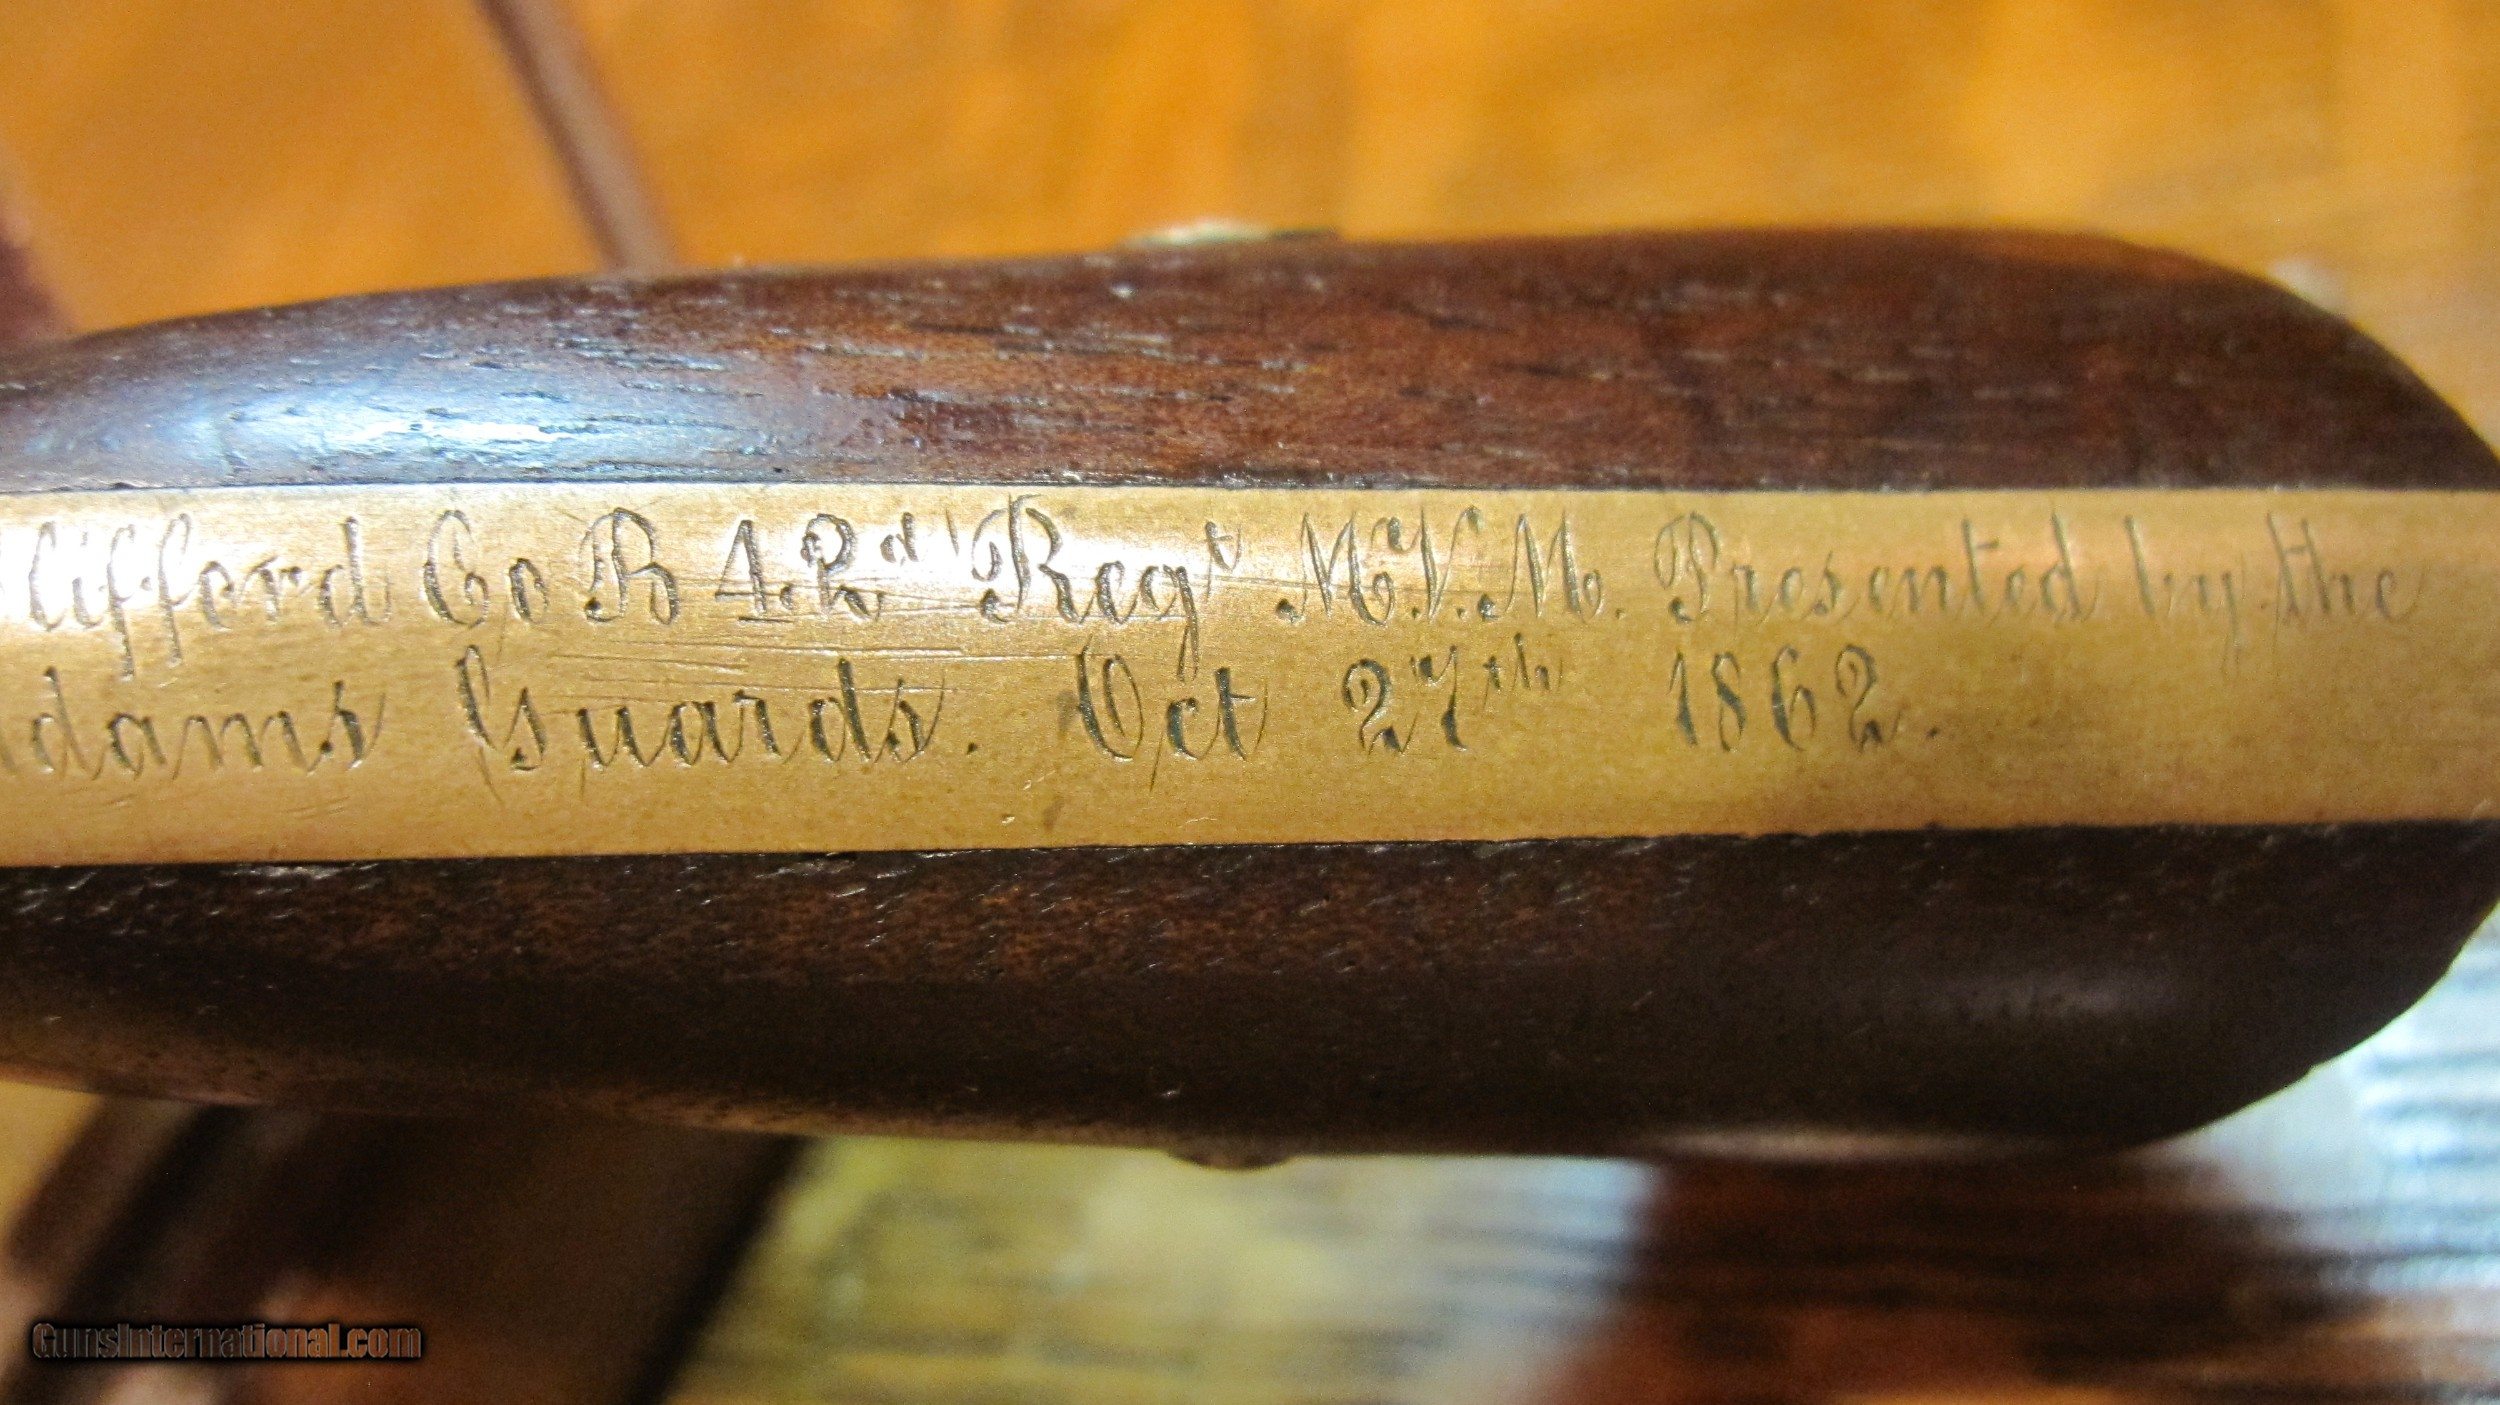 lifford Co B 42d Regt M.V.M. Presented by the
dams Guards. Oct 27th 1862.
GunsInternational.com